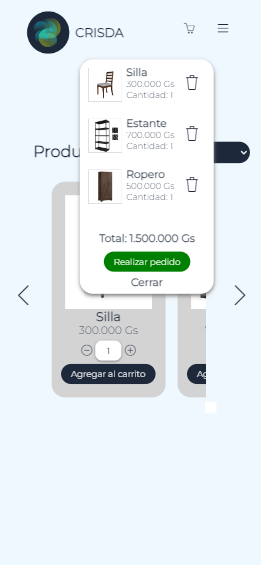 CRISDA
Silla
300.000 Gs
Cantidad: 1
Estante
700.000 Gs
Cantidad: 1
Produ
Ropero
500.000 Gs
Cantidad: 1
Total: 1.500.000 Gs
Realizar pedido
Cerrar
Silla
300.000 Gs
1
Agregar al carrito
Ag